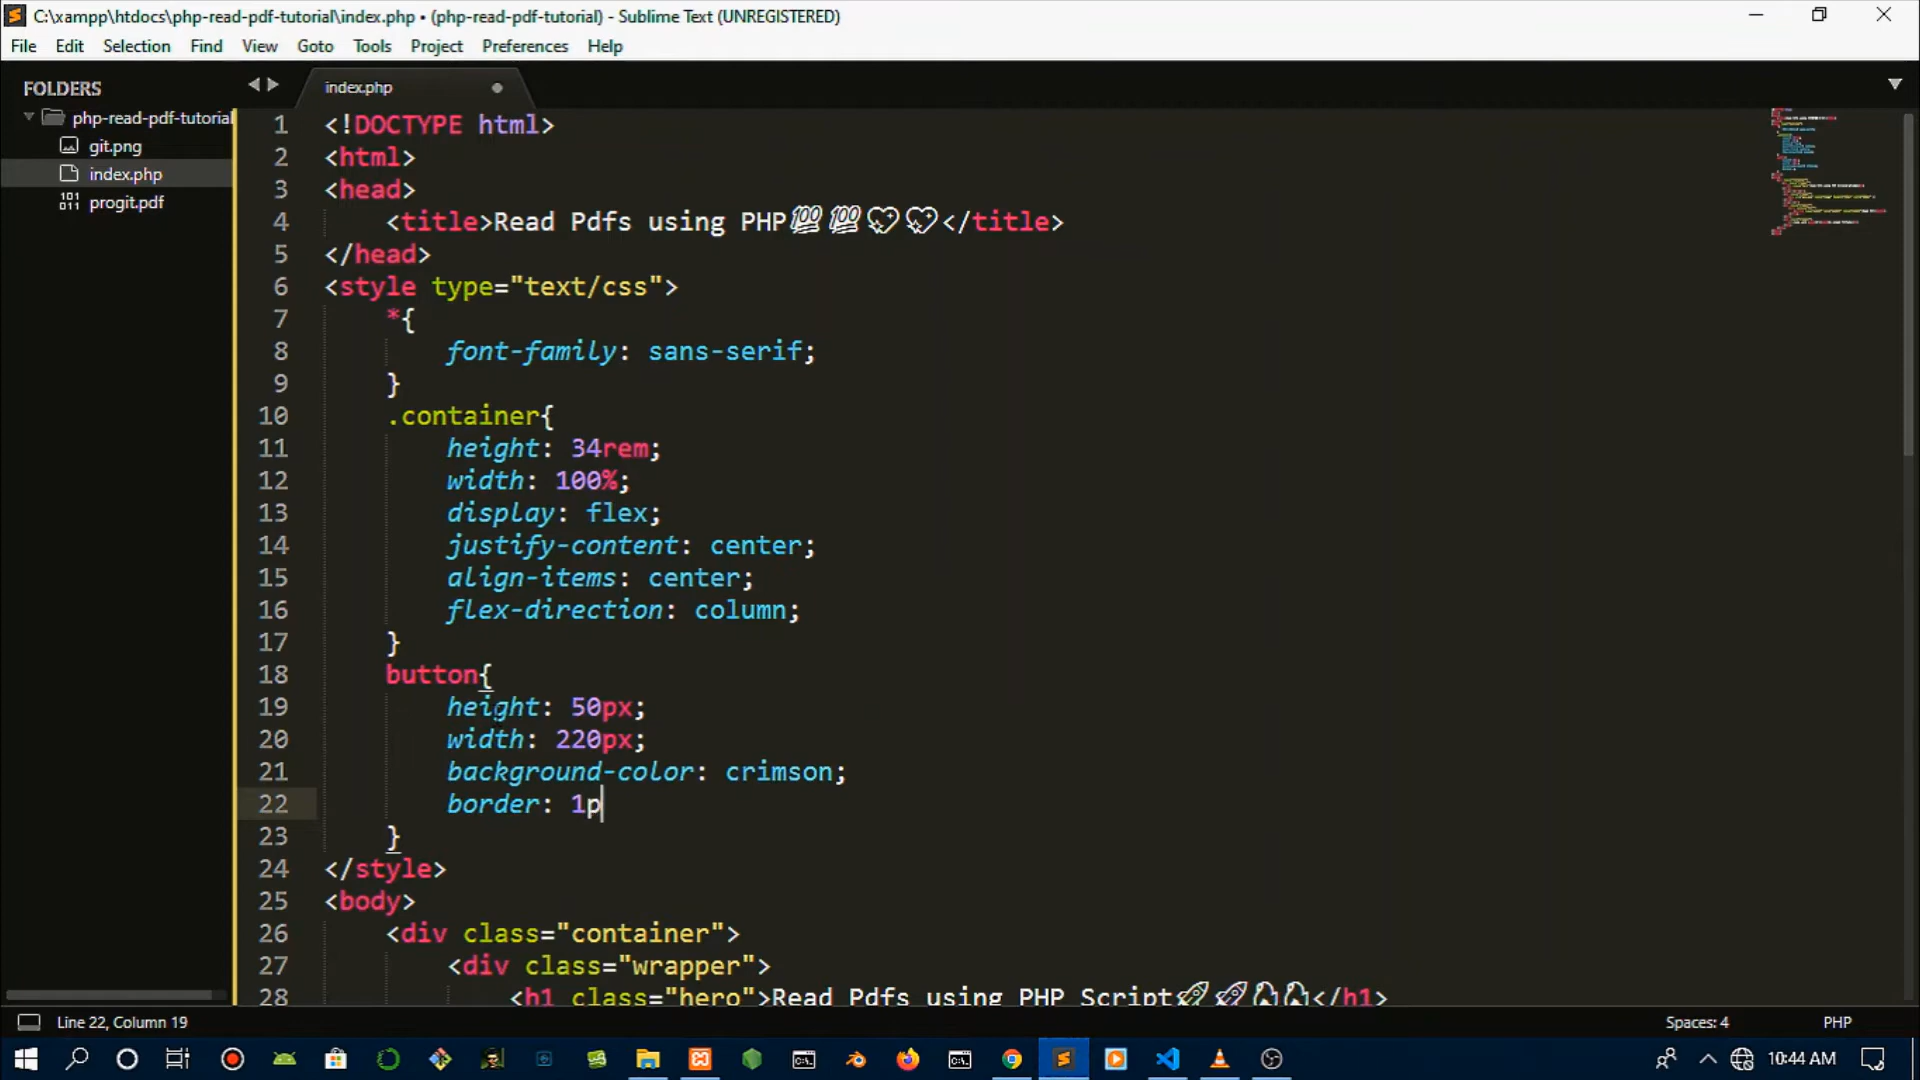 C:\xampp\htdocs\php-read-pdf-tutorial\index.php • (php-read-pdf-tutorial) - Sublime Text (UNREGISTERED)
File Edit Selection Find View Goto Tools Project Preferences Help
FOLDERS
php-read-pdf-tutorial
git.png
index.php
progit.pdf
index.php
1 <!DOCTYPE html>
2 <html>
3 <head>
4 <title>Read Pdfs using PHP💯💯💖💖</title>
5 </head>
6 <style type="text/css">
7 *{
8 font-family: sans-serif;
9 }
10 .container{
11 height: 34rem;
12 width: 100%;
13 display: flex;
14 justify-content: center;
15 align-items: center;
16 flex-direction: column;
17 }
18 button{
19 height: 50px;
20 width: 220px;
21 background-color: crimson;
22 border: 1p
23 }
24 </style>
25 <body>
26 <div class="container">
27 <div class="wrapper">
28 <h1 class="hero">Read Pdfs using PHP Script🚀🚀🔥🔥</h1>
Line 22, Column 19
Spaces: 4
PHP
10:44 AM